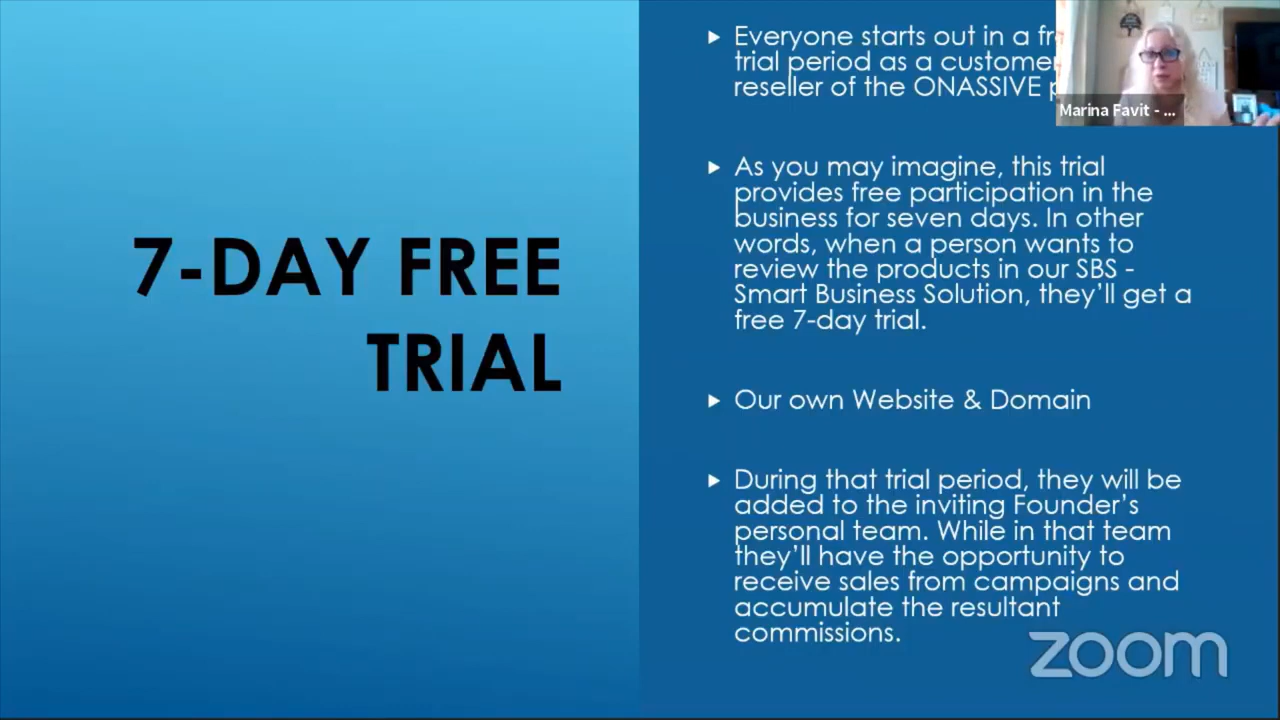 7-DAY FREE
TRIAL
Everyone starts out in a
trial period as a customer
reseller of the ONASSIVE
As you may imagine, this trial
provides free participation in the
business for seven days. In other
words, when a person wants to
review the products in our SBS -
Smart Business Solution, they'll get a
free 7-day trial.
Our own Website & Domain
During that trial period, they will be
added to the inviting Founder's
personal team. While in that team
they'll have the opportunity to
receive sales from campaigns and
accumulate the resultant
commissions.
Marina Favit - ...
zoom